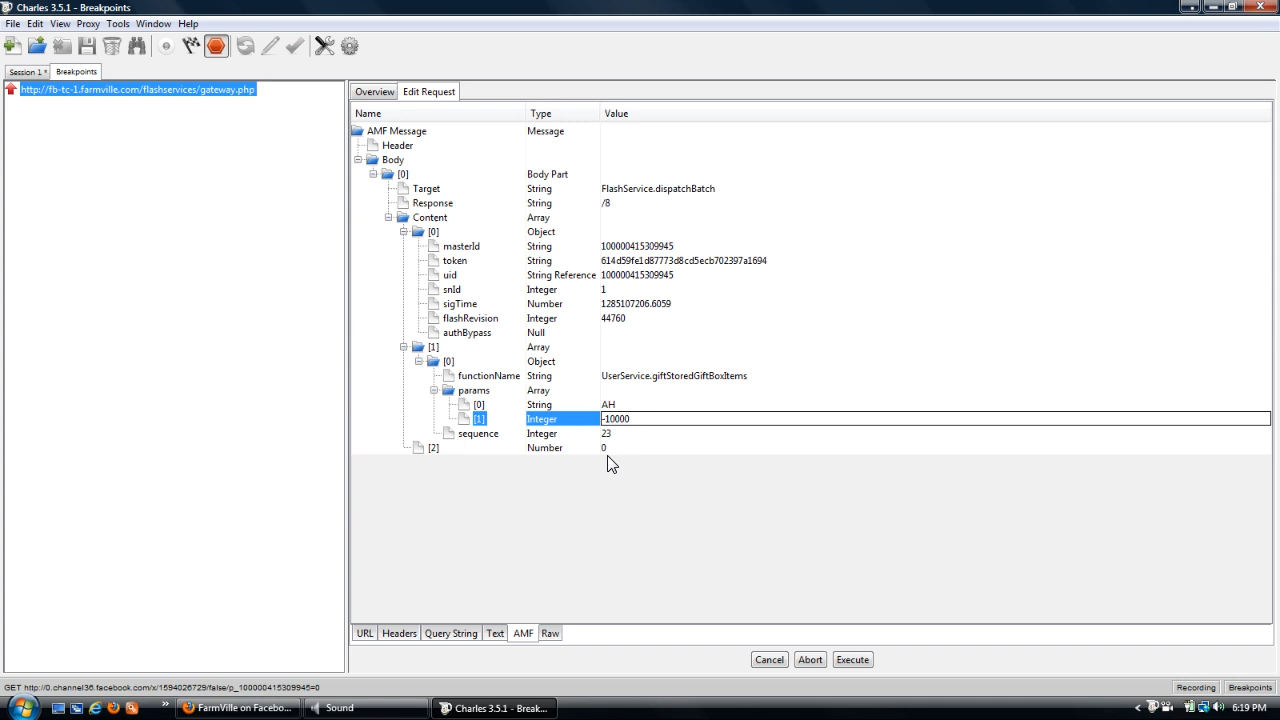 Charles 3.5.1 - Breakpoints
File Edit View Proxy Tools Window Help
Session 1 * Breakpoints
http://fb-tc-1.farmville.com/flashservices/gateway.php
Overview Edit Request
Name Type Value
AMF Message Message
Header
Body
[0] Body Part
Target String FlashService.dispatchBatch
Response String /8
Content Array
[0] Object
masterId String 100000415309945
token String 614d59fe1d87773d8cd5ecb702397a1694
uid String Reference 100000415309945
snId Integer 1
sigTime Number 1285107206.6059
flashRevision Integer 44760
authBypass Null
[1] Array
[0] Object
functionName String UserService.giftStoredGiftBoxItems
params Array
[0] String AH
[1] Integer -10000
sequence Integer 23
[2] Number 0
URL Headers Query String Text AMF Raw
Cancel Abort Execute
GET http://0.channel36.facebook.com/x/1594026729/false/p_100000415309945=0 Recording Breakpoints
» FarmVille on Facebo... Sound Charles 3.5.1 - Break... < 6:19 PM